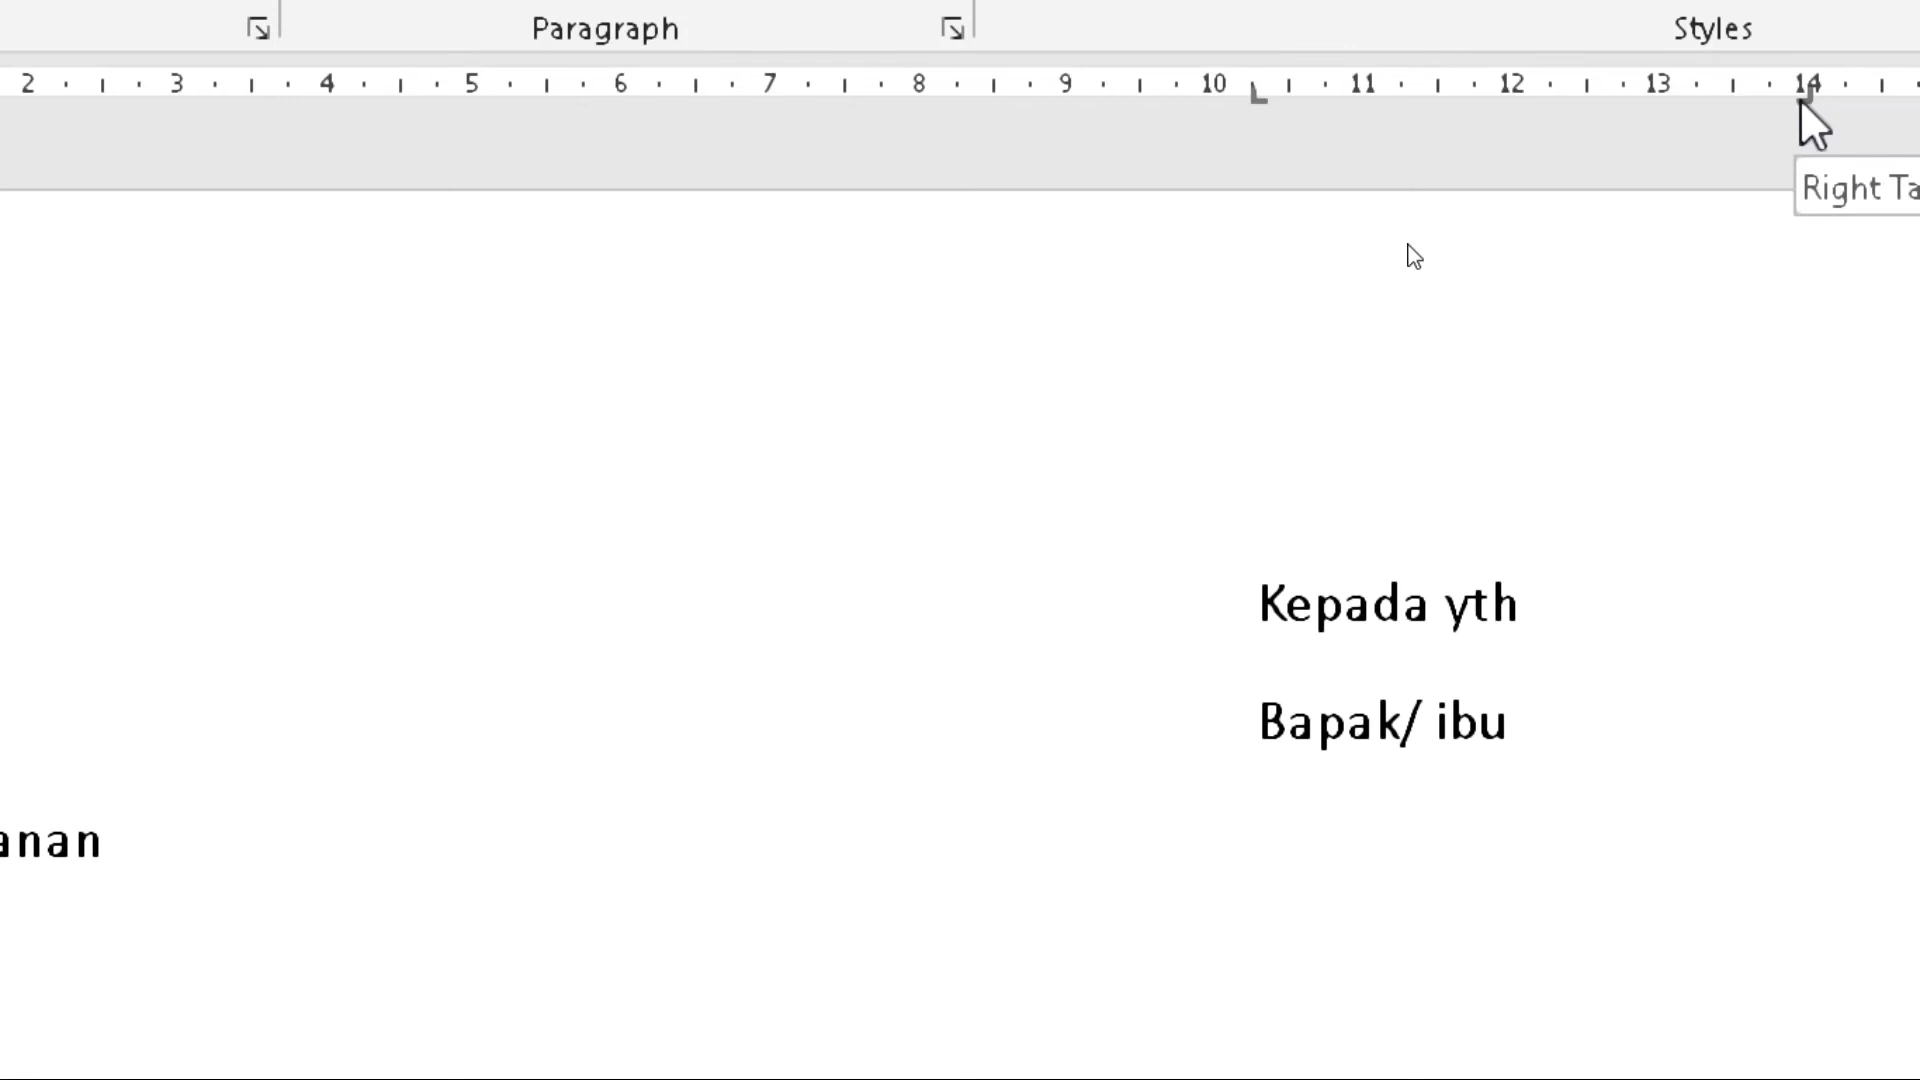 Paragraph Styles
2 3 4 5 6 7 8 9 10 11 12 13 14
Right
Kepada yth
Bapak/ ibu
anan